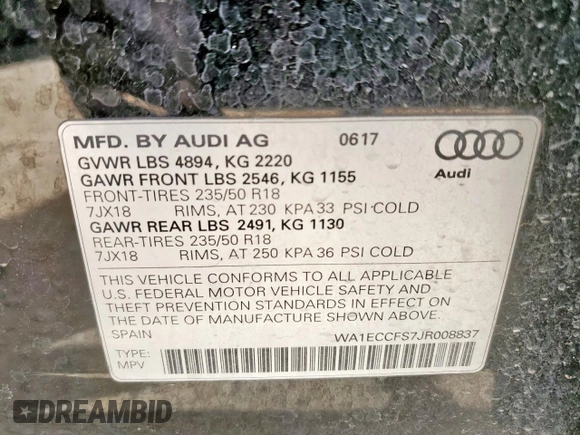 MFD. BY AUDI AG 0617
GVWR LBS 4894, KG 2220
GAWR FRONT LBS 2546, KG 1155
FRONT-TIRES 235/50 R18
7JX18 RIMS, AT 230 KPA 33 PSI COLD
GAWR REAR LBS 2491, KG 1130
REAR-TIRES 235/50 R18
7JX18 RIMS, AT 250 KPA 36 PSI COLD
Audi
THIS VEHICLE CONFORMS TO ALL APPLICABLE
U.S. FEDERAL MOTOR VEHICLE SAFETY AND
THEFT PREVENTION STANDARDS IN EFFECT ON
THE DATE OF MANUFACTURE SHOWN ABOVE.
SPAIN WA1ECCFS7JR008837
TYPE:
MPV
DREAMBID